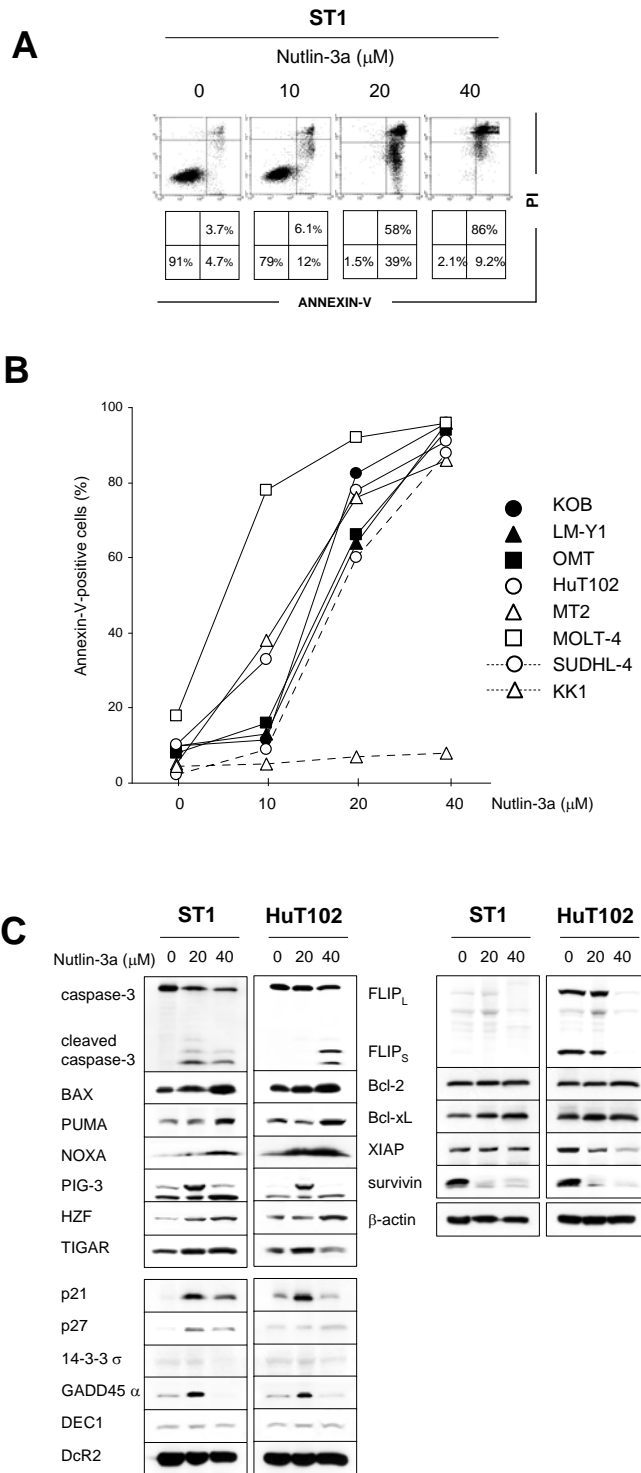 A
ST1
Nutlin-3a (μM)
0 10 20 40
3.7% 6.1% 58% 86%
91% 4.7% 79% 12% 1.5% 39% 2.1% 9.2%
PI
ANNEXIN-V
B
Annexin-V-positive cells (%)
100
80
60
40
20
0
0 10 20 40 Nutlin-3a (μM)
KOB
LM-Y1
OMT
HuT102
MT2
MOLT-4
SUDHL-4
KK1
C
ST1 HuT102
Nutlin-3a (μM) 0 20 40 0 20 40
caspase-3
cleaved
caspase-3
BAX
PUMA
NOXA
PIG-3
HZF
TIGAR
p21
p27
14-3-3 σ
GADD45 α
DEC1
DcR2
ST1 HuT102
0 20 40 0 20 40
FLIPL
FLIPS
Bcl-2
Bcl-xL
XIAP
survivin
β-actin